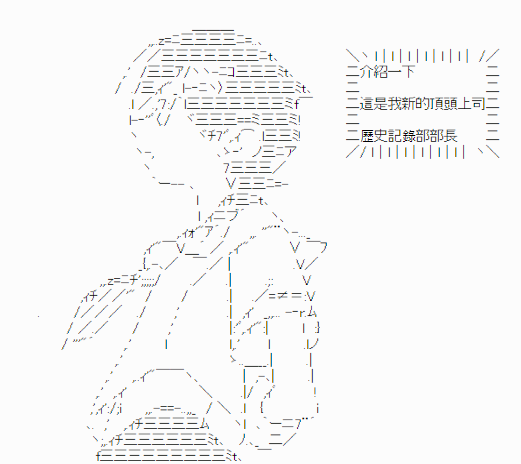 介紹一下
這是我新的頂頭上司
歷史記錄部部長